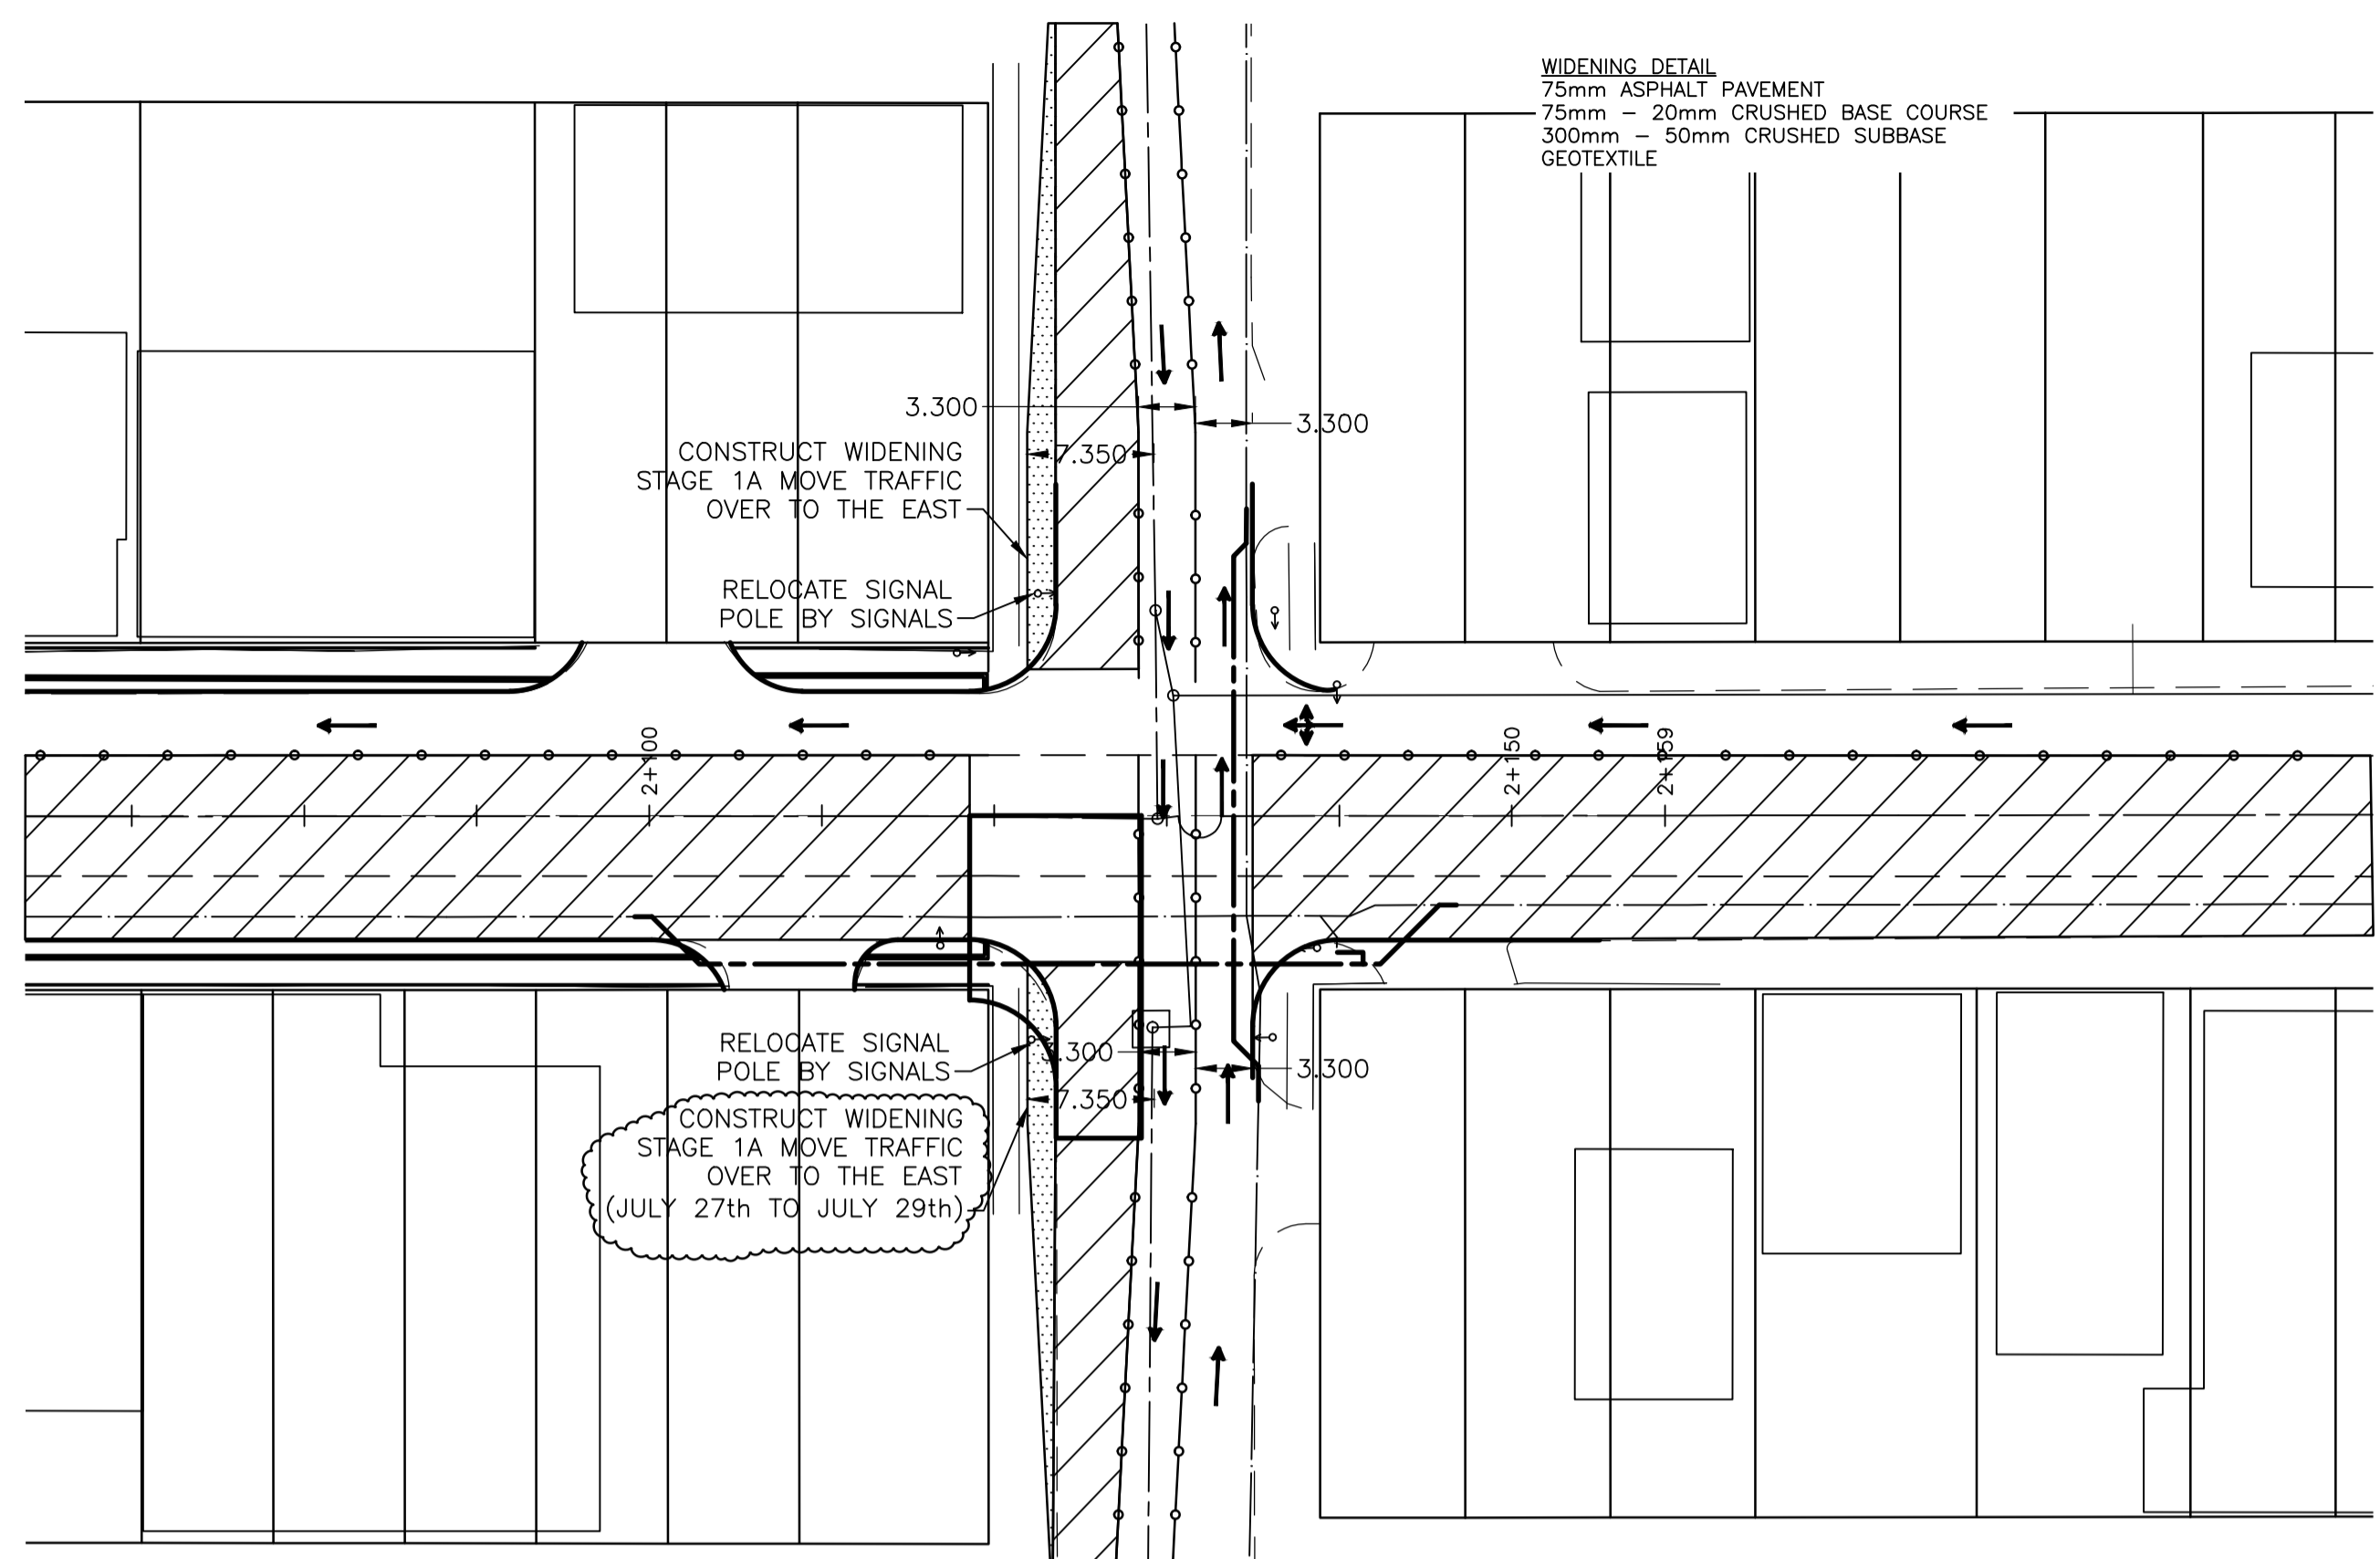 WIDENING DETAIL
75mm ASPHALT PAVEMENT
75mm – 20mm CRUSHED BASE COURSE
300mm – 50mm CRUSHED SUBBASE
GEOTEXTILE
3.300
3.300
7.350
CONSTRUCT WIDENING
STAGE 1A MOVE TRAFFIC
OVER TO THE EAST
RELOCATE SIGNAL
POLE BY SIGNALS
2+100
2+150
2+159
RELOCATE SIGNAL
POLE BY SIGNALS
3.300
3.300
7.350
CONSTRUCT WIDENING
STAGE 1A MOVE TRAFFIC
OVER TO THE EAST
(JULY 27th TO JULY 29th)